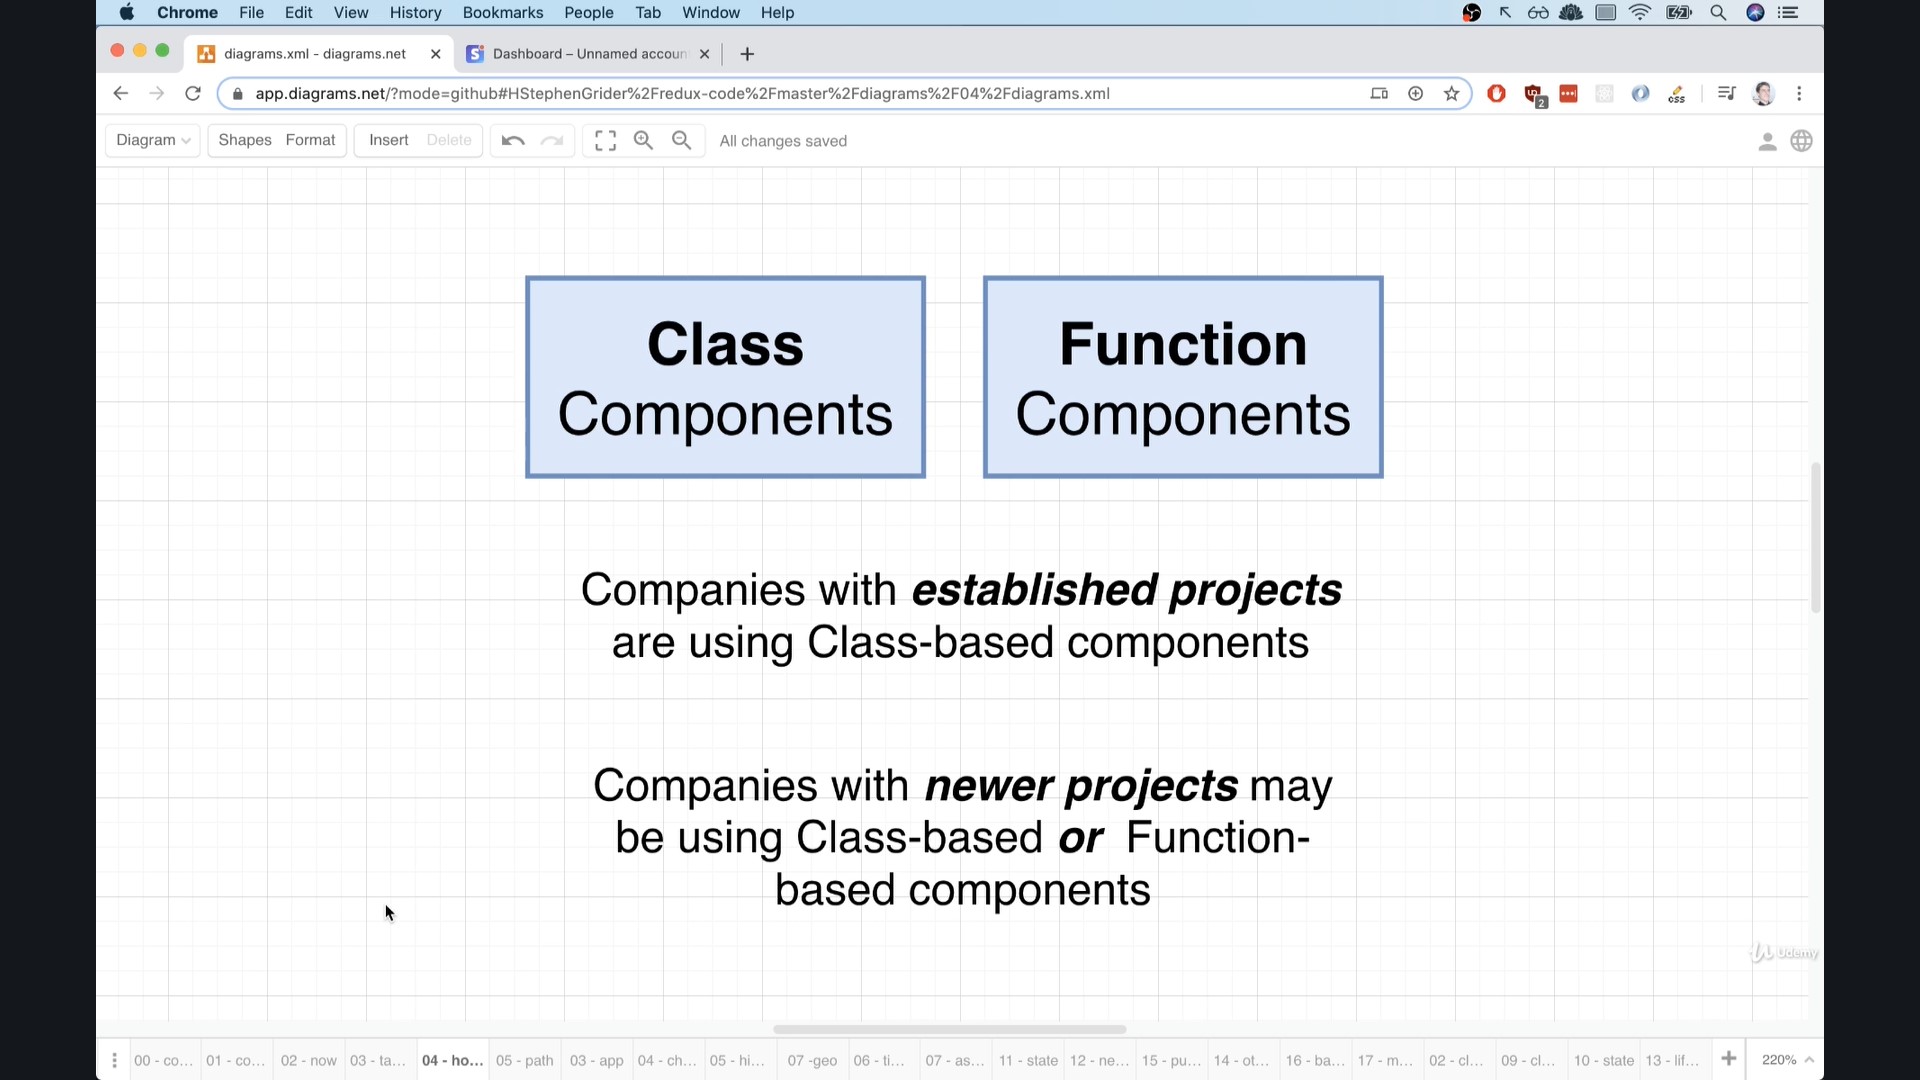 Chrome File Edit View History Bookmarks People Tab Window Help
diagrams.xml - diagrams.net
Dashboard – Unnamed accoun
app.diagrams.net/?mode=github#HStephenGrider%2Fredux-code%2Fmaster%2Fdiagrams%2F04%2Fdiagrams.xml
2
css
Diagram Shapes Format Insert Delete All changes saved
Class
Components
Function
Components
Companies with established projects
are using Class-based components
Companies with newer projects may
be using Class-based or Function-
based components
Udemy
00 - co... 01 - co... 02 - now 03 - ta... 04 - ho... 05 - path 03 - app 04 - ch... 05 - hi... 07 -geo 06 - ti... 07 - as... 11 - state 12 - ne... 15 - pu... 14 - ot... 16 - ba... 17 - m... 02 - cl... 09 - cl... 10 - state 13 - lif... 220%